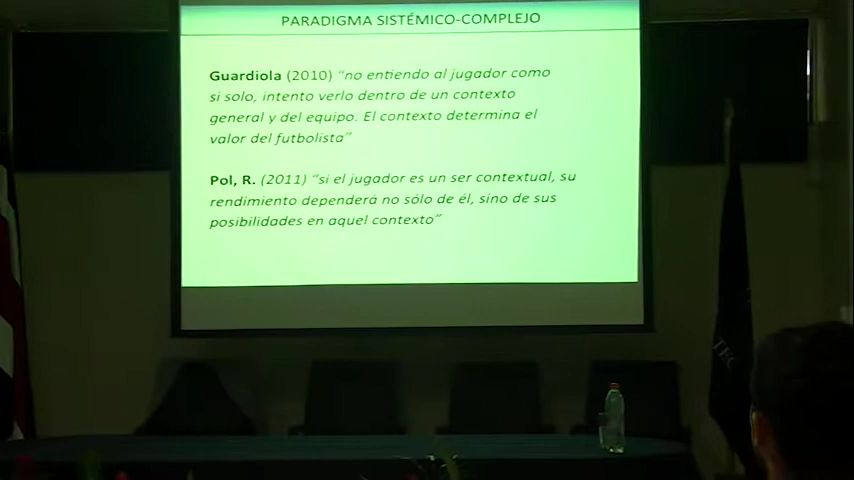 PARADIGMA SISTÉMICO-COMPLEJO
Guardiola (2010) “no entiendo al jugador como
si solo, intento verlo dentro de un contexto
general y del equipo. El contexto determina el
valor del futbolista”
Pol, R. (2011) “si el jugador es un ser contextual, su
rendimiento dependerá no sólo de él, sino de sus
posibilidades en aquel contexto”
TEC